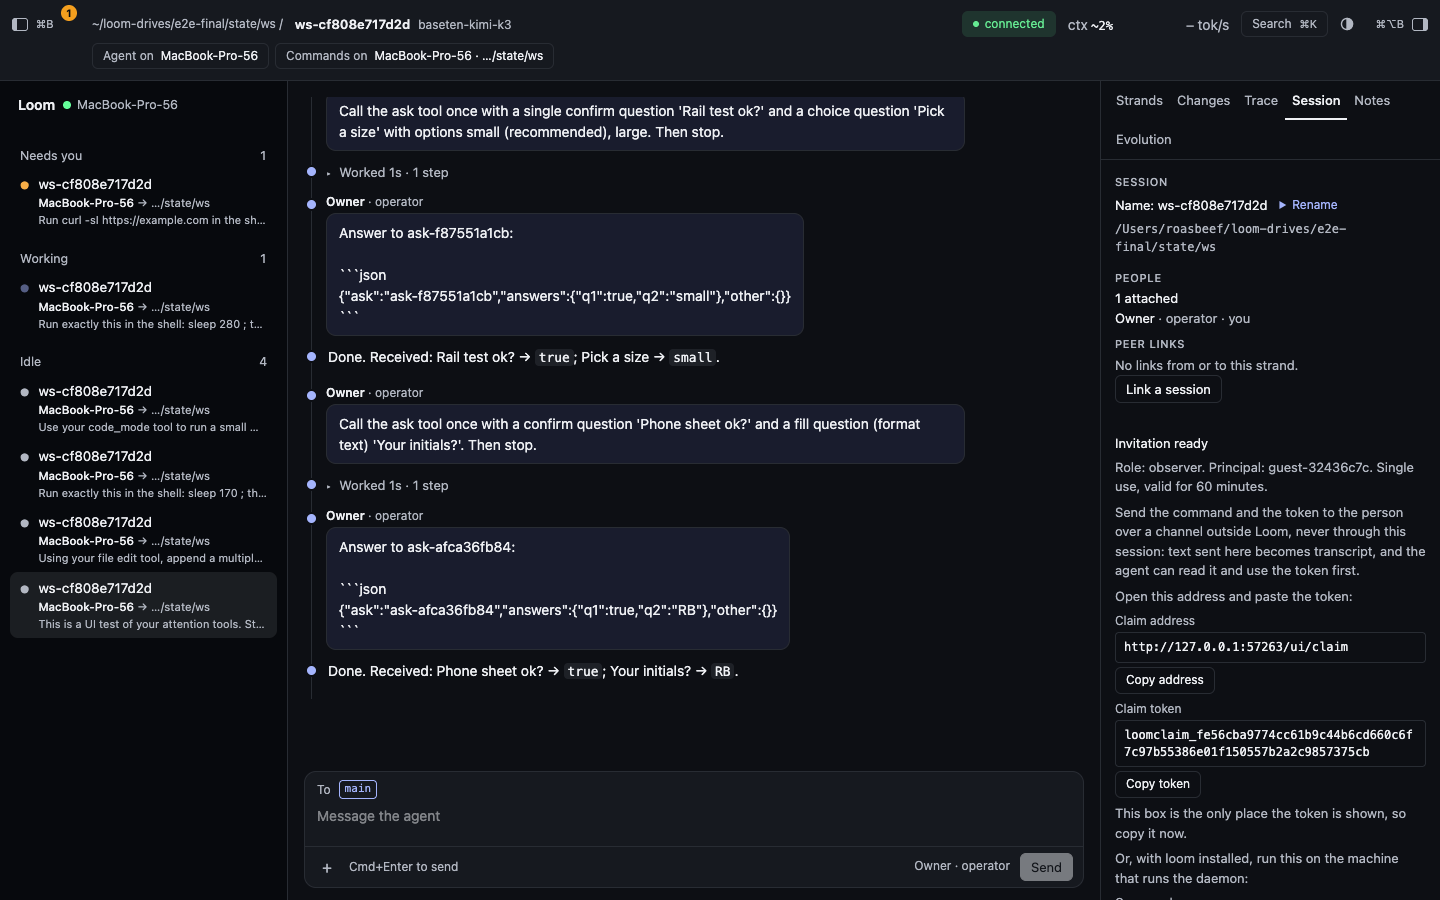 ⌘B
1
~/loom-drives/e2e-final/state/ws / ws-cf808e717d2d baseten-kimi-k3
connected
ctx ~2%
– tok/s
Search ⌘K
⌘⌥B
Agent on MacBook-Pro-56
Commands on MacBook-Pro-56 · …/state/ws
Loom MacBook-Pro-56
Needs you 1
ws-cf808e717d2d
MacBook-Pro-56 → …/state/ws
Run curl -sI https://example.com in the sh…
Working 1
ws-cf808e717d2d
MacBook-Pro-56 → …/state/ws
Run exactly this in the shell: sleep 280 ; t…
Idle 4
ws-cf808e717d2d
MacBook-Pro-56 → …/state/ws
Use your code_mode tool to run a small …
ws-cf808e717d2d
MacBook-Pro-56 → …/state/ws
Run exactly this in the shell: sleep 170 ; th…
ws-cf808e717d2d
MacBook-Pro-56 → …/state/ws
Using your file edit tool, append a multipl…
ws-cf808e717d2d
MacBook-Pro-56 → …/state/ws
This is a UI test of your attention tools. St…
Call the ask tool once with a single confirm question 'Rail test ok?' and a choice question 'Pick
a size' with options small (recommended), large. Then stop.
Worked 1s · 1 step
Owner · operator
Answer to ask-f87551a1cb:
```json
{"ask":"ask-f87551a1cb","answers":{"q1":true,"q2":"small"},"other":{}}
```
Done. Received: Rail test ok? → true; Pick a size → small.
Owner · operator
Call the ask tool once with a confirm question 'Phone sheet ok?' and a fill question (format
text) 'Your initials?'. Then stop.
Worked 1s · 1 step
Owner · operator
Answer to ask-afca36fb84:
```json
{"ask":"ask-afca36fb84","answers":{"q1":true,"q2":"RB"},"other":{}}
```
Done. Received: Phone sheet ok? → true; Your initials? → RB.
To main
Message the agent
+ Cmd+Enter to send
Owner · operator
Send
Strands Changes Trace Session Notes
Evolution
SESSION
Name: ws-cf808e717d2d ▶ Rename
/Users/roasbeef/loom-drives/e2e-
final/state/ws
PEOPLE
1 attached
Owner · operator · you
PEER LINKS
No links from or to this strand.
Link a session
Invitation ready
Role: observer. Principal: guest-32436c7c. Single
use, valid for 60 minutes.
Send the command and the token to the person
over a channel outside Loom, never through this
session: text sent here becomes transcript, and the
agent can read it and use the token first.
Open this address and paste the token:
Claim address
http://127.0.0.1:57263/ui/claim
Copy address
Claim token
loomclaim_fe56cba9774cc61b9c44b6cd660c6f
7c97b55386e01f150557b2a2c9857375cb
Copy token
This box is the only place the token is shown, so
copy it now.
Or, with loom installed, run this on the machine
that runs the daemon: